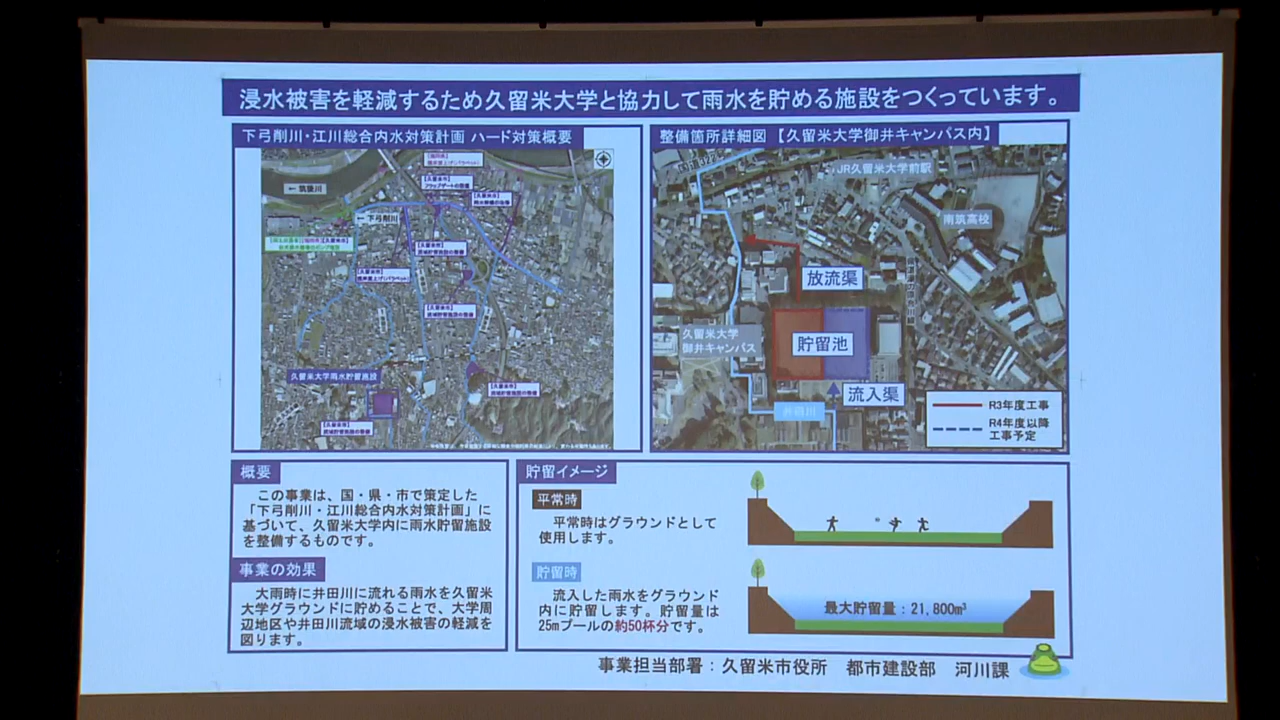 浸水被害を軽減するため久留米大学と協力して雨水を貯める施設をつくっています。
下弓削川・江川総合内水対策計画 ハード対策概要
← 筑後川
← 下弓削川
久留米大学雨水貯留施設
整備箇所詳細図 【久留米大学御井キャンパス内】
JR久留米大学前駅
南筑高校
放流渠
久留米大学
御井キャンパス
貯留池
流入渠
井田川
R3年度工事
R4年度以降
工事予定
概要
この事業は、国・県・市で策定した
「下弓削川・江川総合内水対策計画」に
基づいて、久留米大学内に雨水貯留施設
を整備するものです。
事業の効果
大雨時に井田川に流れる雨水を久留米
大学グラウンドに貯めることで、大学周
辺地区や井田川流域の浸水被害の軽減を
図ります。
貯留イメージ
平常時
平常時はグラウンドとして
使用します。
貯留時
流入した雨水をグラウンド
内に貯留します。貯留量は
25mプールの約50杯分です。
最大貯留量：21,800m³
事業担当部署：久留米市役所 都市建設部 河川課